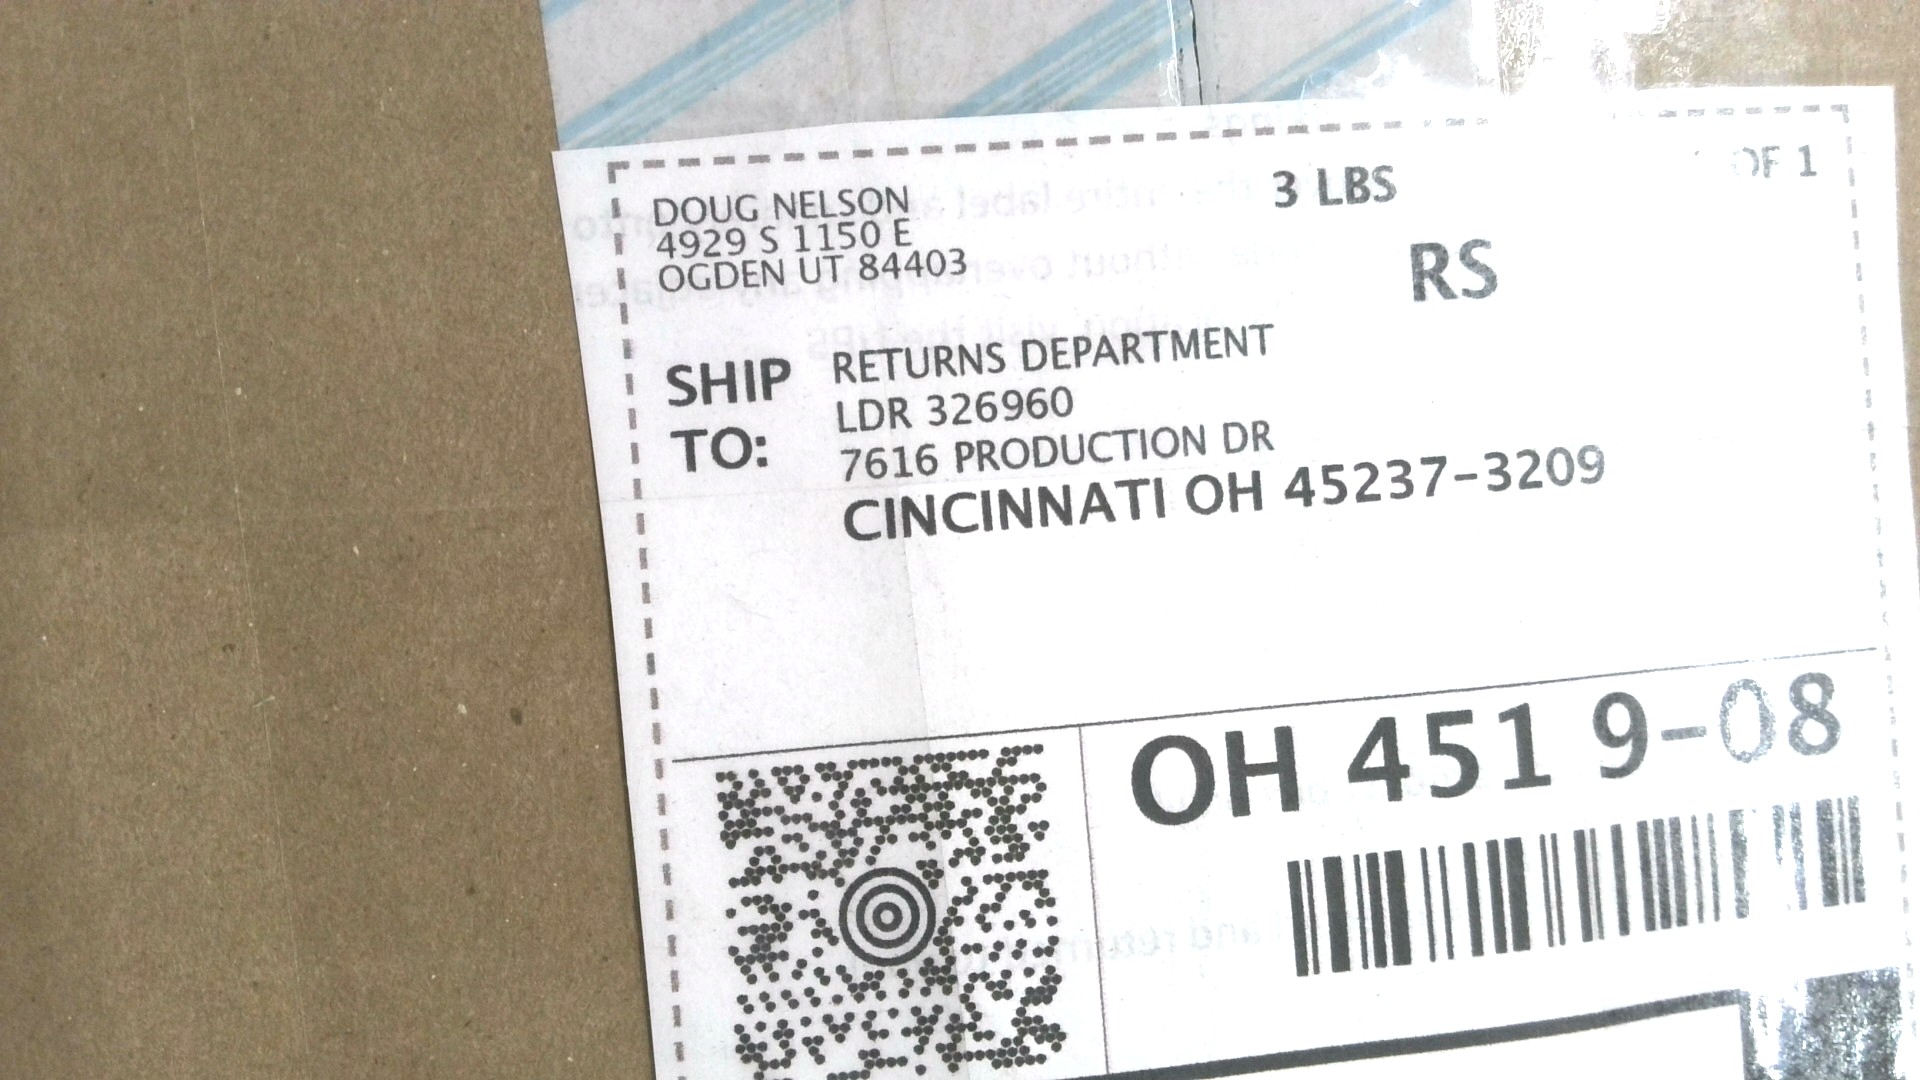 DOUG NELSON
4929 S 1150 E
OGDEN UT 84403
3 LBS
OF 1
RS
SHIP TO:
RETURNS DEPARTMENT
LDR 326960
7616 PRODUCTION DR
CINCINNATI OH 45237-3209
OH 451 9-08